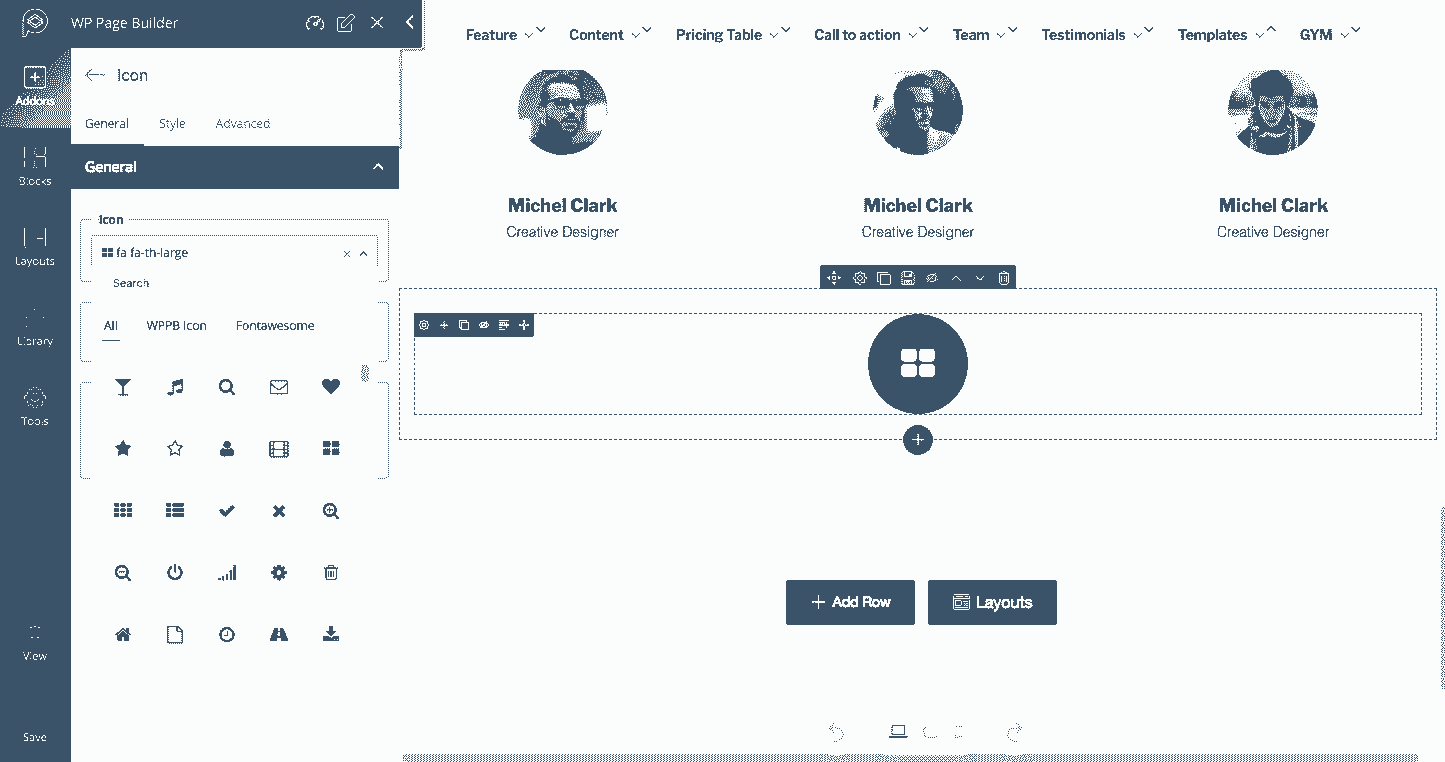 WP Page Builder
Addons
Blocks
Layouts
Library
Tools
View
Save
Icon
General Style Advanced
General
Icon
fa fa-th-large
Search
All WPPB Icon Fontawesome
Feature Content Pricing Table Call to action Team Testimonials Templates GYM
Michel Clark Michel Clark Michel Clark
Creative Designer Creative Designer Creative Designer
Add Row Layouts